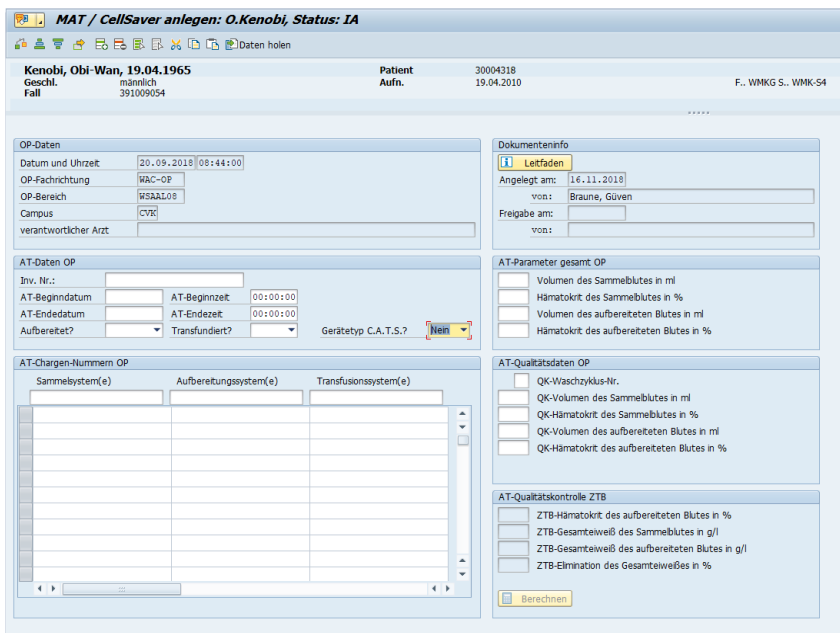 MAT / CellSaver anlegen: O.Kenobi, Status: IA
Daten holen
Kenobi, Obi-Wan, 19.04.1965 Patient 30004318
Geschl. männlich Aufn. 19.04.2010 F.. WMKG S.. WMK-S4
Fall 391009054
OP-Daten
Datum und Uhrzeit 20.09.2018 08:44:00
OP-Fachrichtung WAC-OP
OP-Bereich WSAAL08
Campus CVK
verantwortlicher Arzt
Dokumenteninfo
Leitfaden
Angelegt am: 16.11.2018
von: Braune, Güven
Freigabe am:
von:
AT-Daten OP
Inv. Nr.:
AT-Beginndatum AT-Beginnzeit 00:00:00
AT-Endedatum AT-Endezeit 00:00:00
Aufbereitet? Transfundiert? Gerätetyp C.A.T.S.? Nein
AT-Parameter gesamt OP
Volumen des Sammelblutes in ml
Hämatokrit des Sammelblutes in %
Volumen des aufbereiteten Blutes in ml
Hämatokrit des aufbereiteten Blutes in %
AT-Chargen-Nummern OP
Sammelsystem(e) Aufbereitungssystem(e) Transfusionssystem(e)
AT-Qualitätsdaten OP
QK-Waschzyklus-Nr.
QK-Volumen des Sammelblutes in ml
QK-Hämatokrit des Sammelblutes in %
QK-Volumen des aufbereiteten Blutes in ml
QK-Hämatokrit des aufbereiteten Blutes in %
AT-Qualitätskontrolle ZTB
ZTB-Hämatokrit des aufbereiteten Blutes in %
ZTB-Gesamteiweiß des Sammelblutes in g/l
ZTB-Gesamteiweiß des aufbereiteten Blutes in g/l
ZTB-Elimination des Gesamteiweißes in %
Berechnen